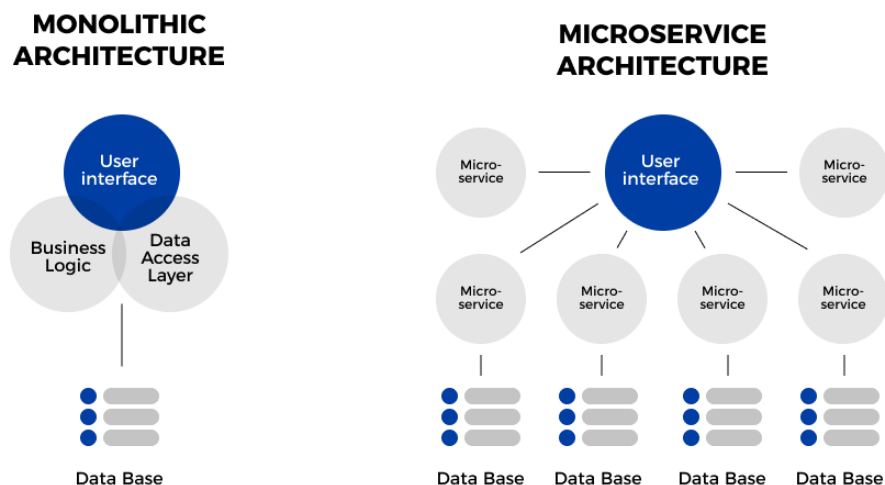 MONOLITHIC
ARCHITECTURE
User
interface
Business
Logic
Data
Access
Layer
Data Base
MICROSERVICE
ARCHITECTURE
Micro-
service
User
interface
Micro-
service
Micro-
service
Micro-
service
Micro-
service
Micro-
service
Data Base
Data Base
Data Base
Data Base